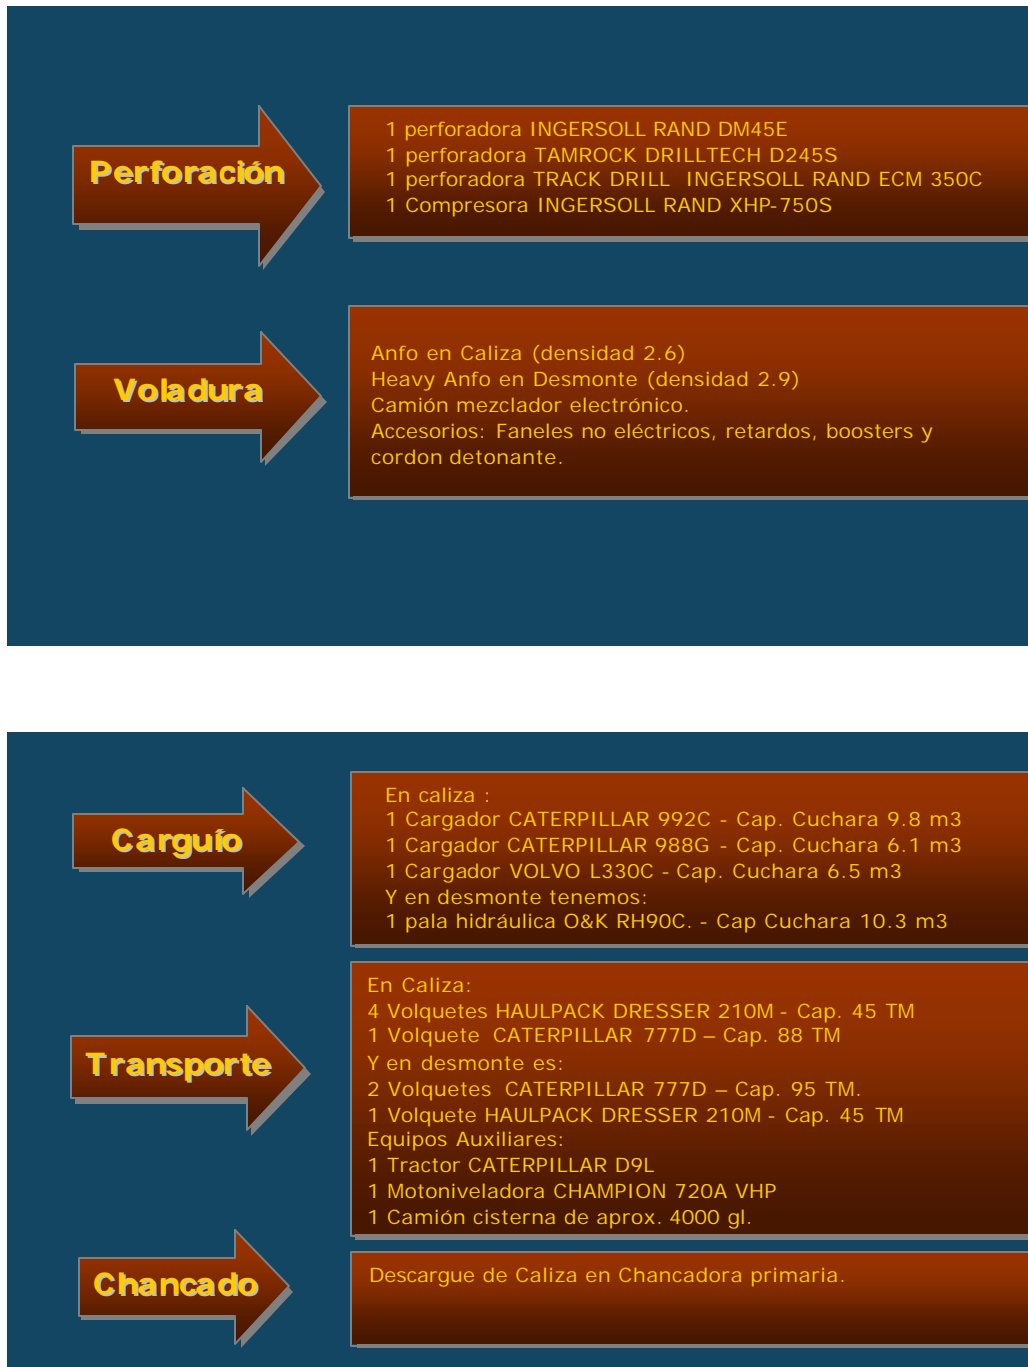 Perforación
1 perforadora INGERSOLL RAND DM45E
1 perforadora TAMROCK DRILLTECH D245S
1 perforadora TRACK DRILL  INGERSOLL RAND ECM 350C
1 Compresora INGERSOLL RAND XHP-750S
Voladura
Anfo en Caliza (densidad 2.6)
Heavy Anfo en Desmonte (densidad 2.9)
Camión mezclador electrónico.
Accesorios: Faneles no eléctricos, retardos, boosters y
cordon detonante.
Carguío
En caliza :
1 Cargador CATERPILLAR 992C - Cap. Cuchara 9.8 m3
1 Cargador CATERPILLAR 988G - Cap. Cuchara 6.1 m3
1 Cargador VOLVO L330C - Cap. Cuchara 6.5 m3
Y en desmonte tenemos:
1 pala hidráulica O&K RH90C. - Cap Cuchara 10.3 m3
Transporte
En Caliza:
4 Volquetes HAULPACK DRESSER 210M - Cap. 45 TM
1 Volquete  CATERPILLAR 777D – Cap. 88 TM
Y en desmonte es:
2 Volquetes  CATERPILLAR 777D – Cap. 95 TM.
1 Volquete HAULPACK DRESSER 210M - Cap. 45 TM
Equipos Auxiliares:
1 Tractor CATERPILLAR D9L
1 Motoniveladora CHAMPION 720A VHP
1 Camión cisterna de aprox. 4000 gl.
Chancado
Descargue de Caliza en Chancadora primaria.